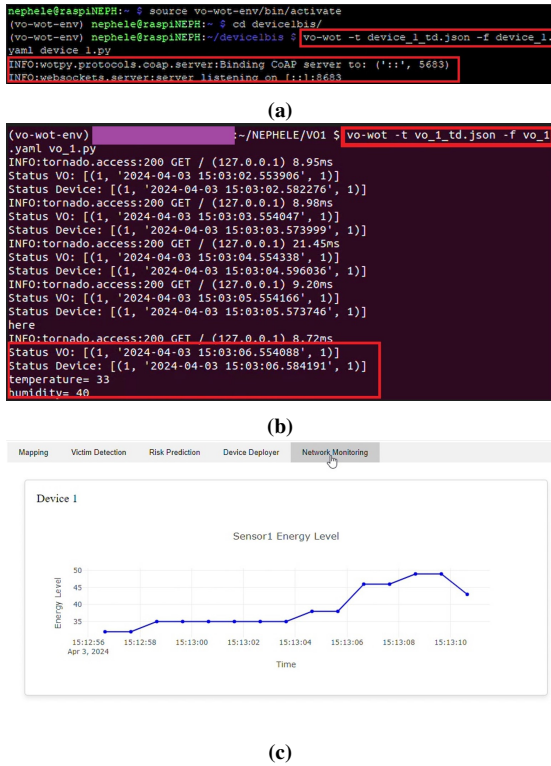 nephele@raspiNEPH:~ $ source vo-wot-env/bin/activate
(vo-wot-env) nephele@raspiNEPH:~ $ cd devicelbis/
(vo-wot-env) nephele@raspiNEPH:~/devicelbis $ vo-wot -t device_1_td.json -f device_1.
yaml device_1.py
INFO:wotpy.protocols.coap.server:Binding CoAP server to: ('::', 5683)
INFO:websockets.server:server listening on [::]:8683
(a)
(vo-wot-env) :~/NEPHELE/VO1 $ vo-wot -t vo_1_td.json -f vo_1
.yaml vo_1.py
INFO:tornado.access:200 GET / (127.0.0.1) 8.95ms
Status VO: [(1, '2024-04-03 15:03:02.553906', 1)]
Status Device: [(1, '2024-04-03 15:03:02.582276', 1)]
INFO:tornado.access:200 GET / (127.0.0.1) 8.98ms
Status VO: [(1, '2024-04-03 15:03:03.554047', 1)]
Status Device: [(1, '2024-04-03 15:03:03.573999', 1)]
INFO:tornado.access:200 GET / (127.0.0.1) 21.45ms
Status VO: [(1, '2024-04-03 15:03:04.554338', 1)]
Status Device: [(1, '2024-04-03 15:03:04.596036', 1)]
INFO:tornado.access:200 GET / (127.0.0.1) 9.20ms
Status VO: [(1, '2024-04-03 15:03:05.554166', 1)]
Status Device: [(1, '2024-04-03 15:03:05.573746', 1)]
here
INFO:tornado.access:200 GET / (127.0.0.1) 8.72ms
Status VO: [(1, '2024-04-03 15:03:06.554088', 1)]
Status Device: [(1, '2024-04-03 15:03:06.584191', 1)]
temperature= 33
humidity= 40
(b)
Mapping Victim Detection Risk Prediction Device Deployer Network Monitoring
Device 1
Sensor1 Energy Level
50
45
40
35
Energy Level
15:12:56 15:12:58 15:13:00 15:13:02 15:13:04 15:13:06 15:13:08 15:13:10
Apr 3, 2024
Time
(c)